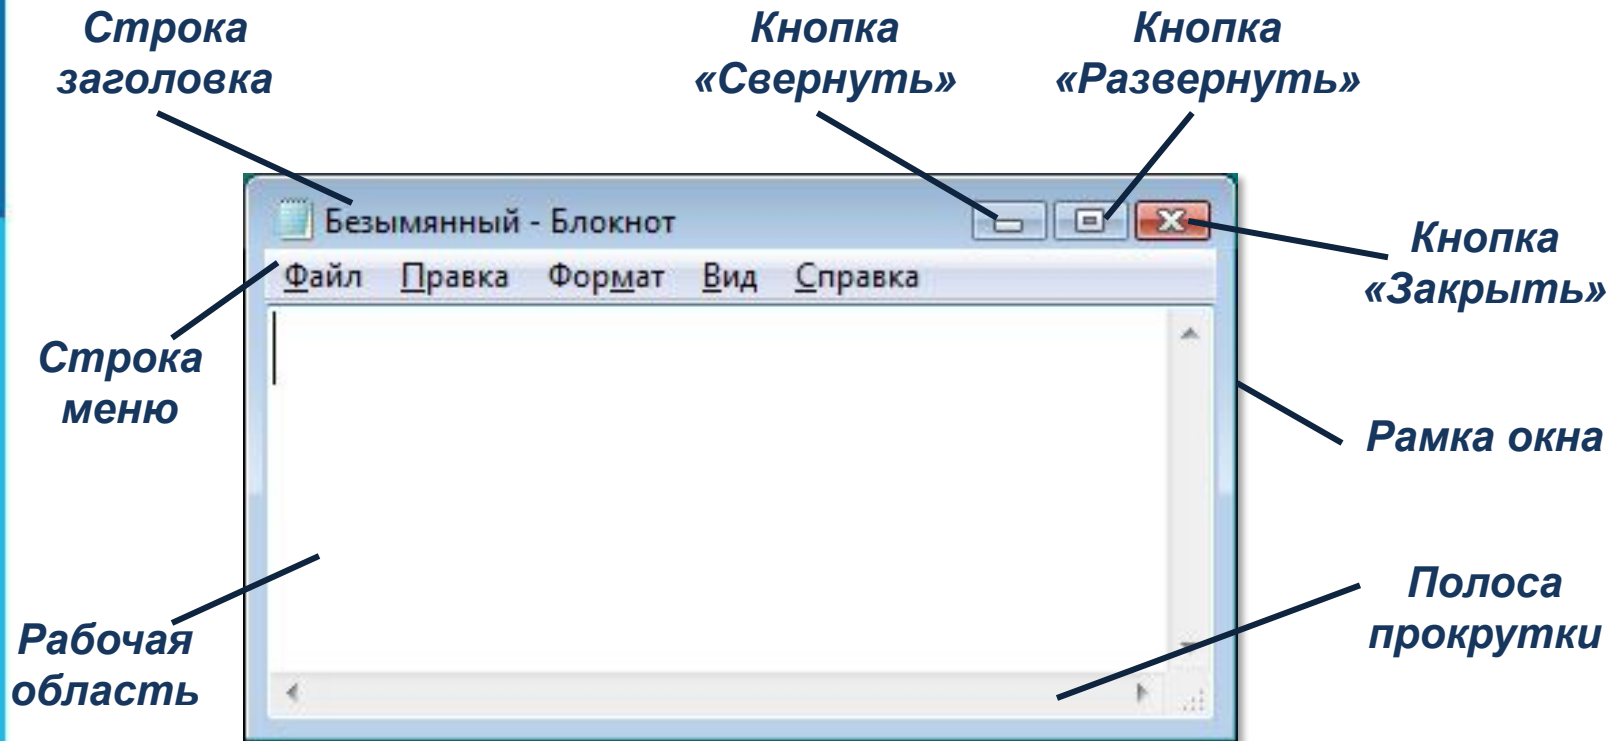 Строка
заголовка
Кнопка
«Свернуть»
Кнопка
«Развернуть»
Безымянный - Блокнот
Кнопка
«Закрыть»
Файл Правка Формат Вид Справка
Строка
меню
Рамка окна
Рабочая
область
Полоса
прокрутки